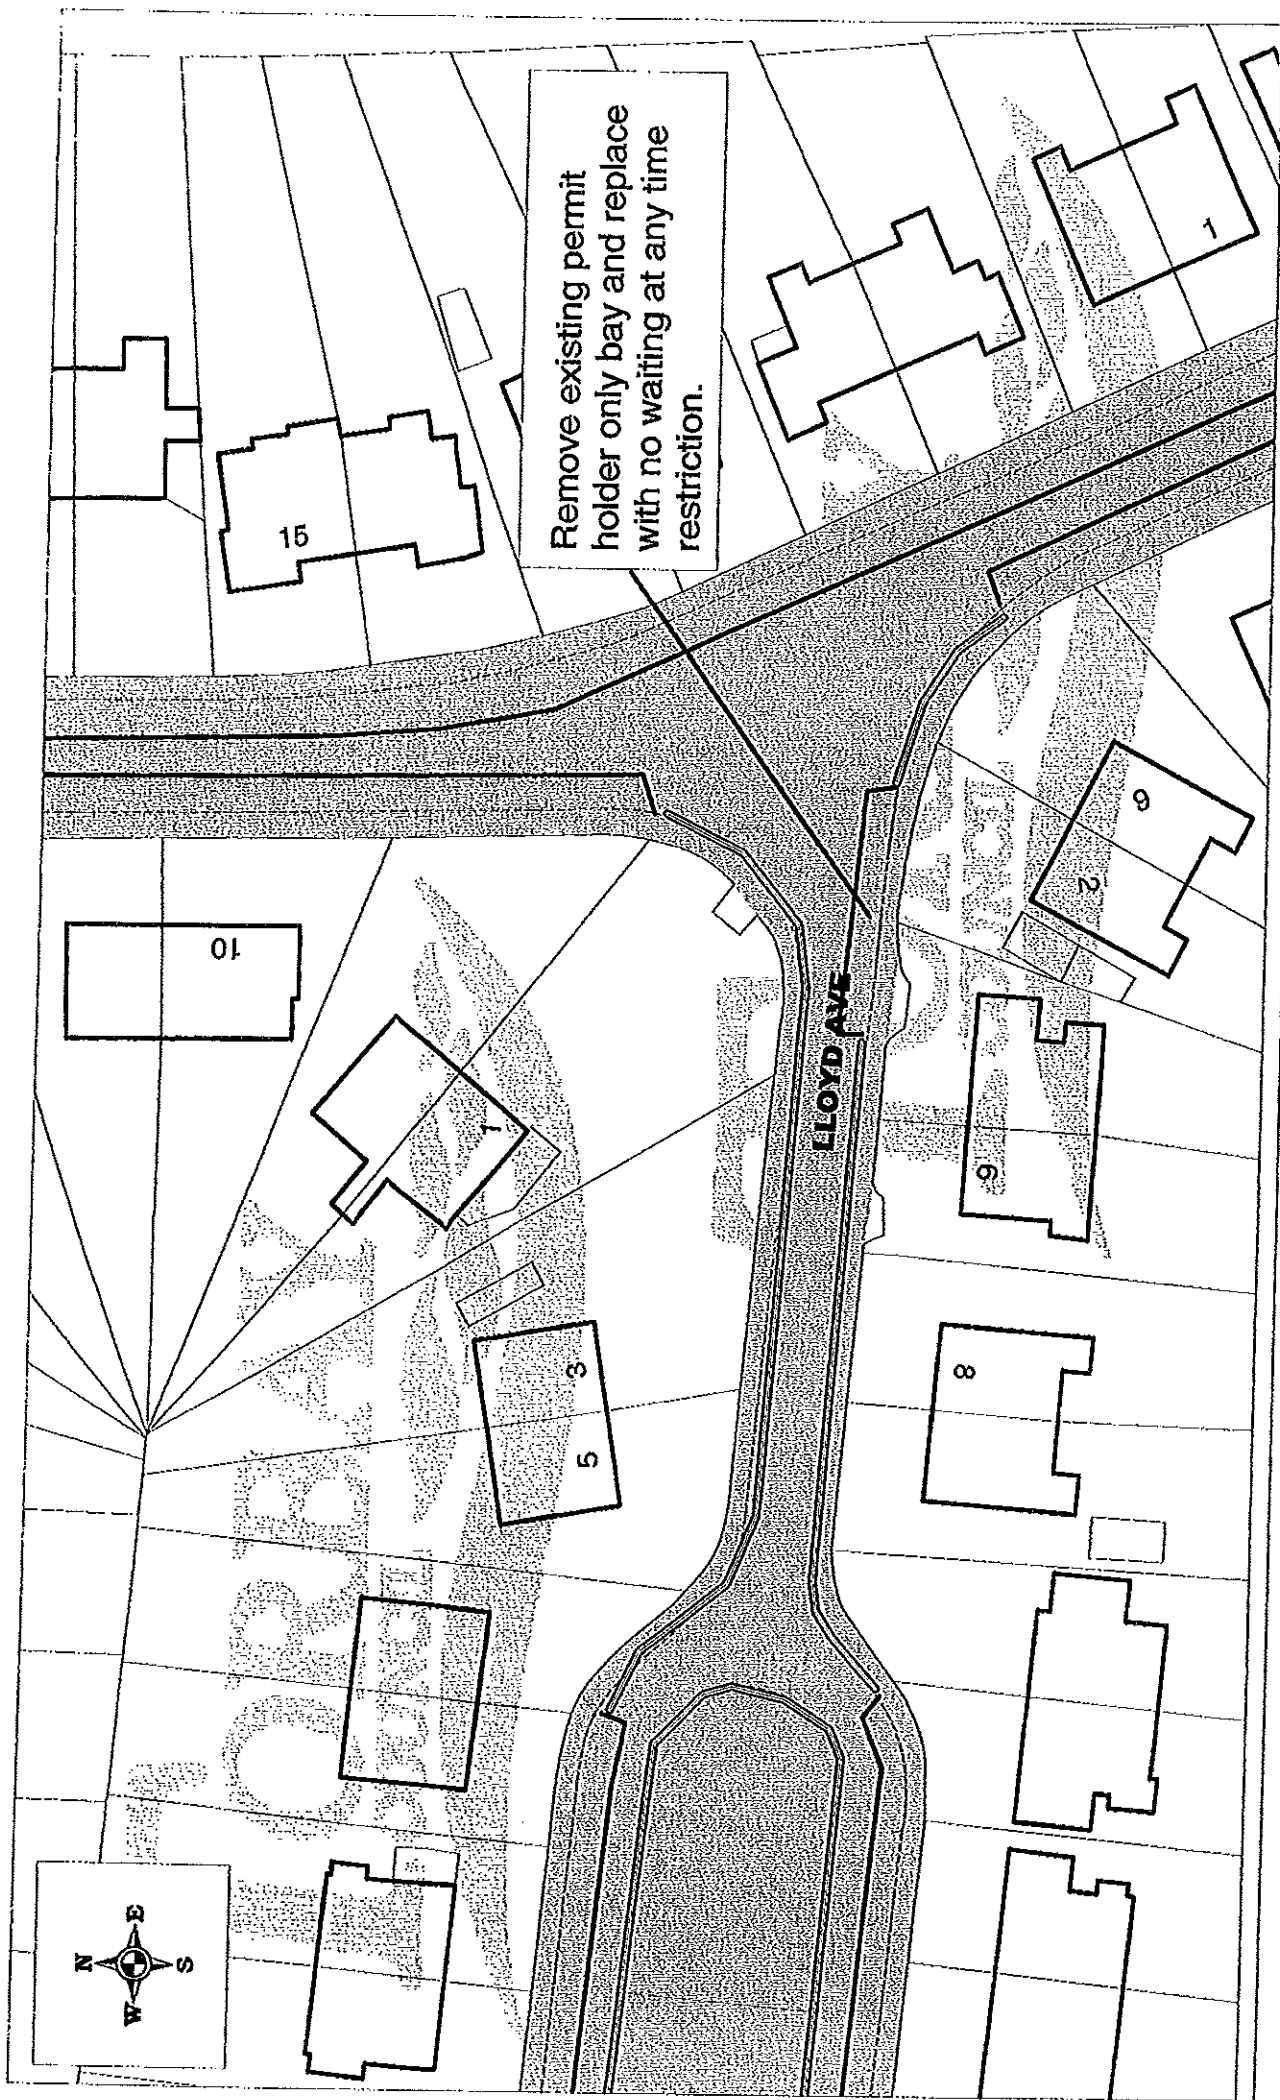 Remove existing permit
holder only bay and replace
with no waiting at any time
restriction.
LLOYD AVE
15
10
1
3
5
1
2
9
6
8
N
E
S
W